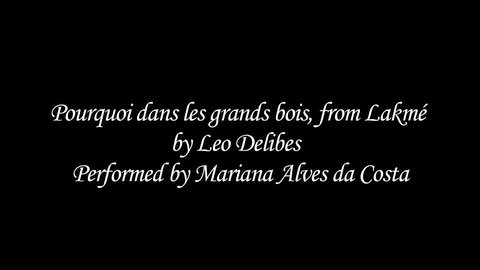 Pourquoi dans les grands bois, from Lakmé
by Leo Delibes
Performed by Mariana Alves da Costa